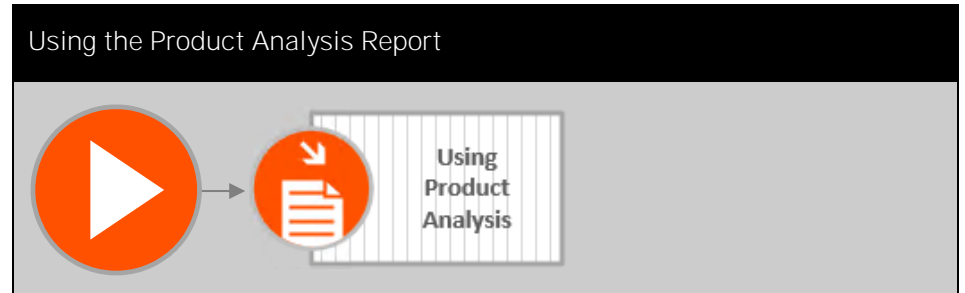 Using the Product Analysis Report
Using
Product
Analysis